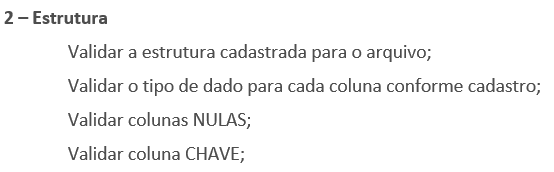 2 – Estrutura
Validar a estrutura cadastrada para o arquivo;
Validar o tipo de dado para cada coluna conforme cadastro;
Validar colunas NULAS;
Validar coluna CHAVE;